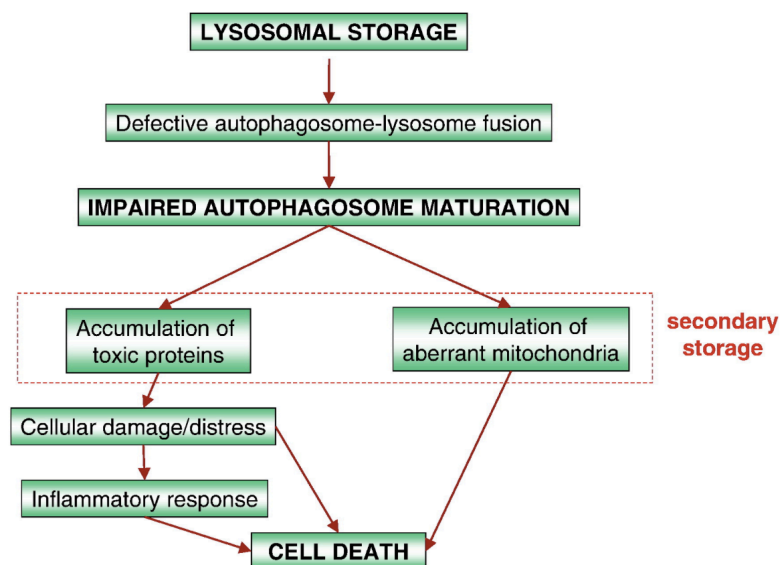 LYSOSOMAL STORAGE
Defective autophagosome-lysosome fusion
IMPAIRED AUTOPHAGOSOME MATURATION
Accumulation of
toxic proteins
Accumulation of
aberrant mitochondria
secondary
storage
Cellular damage/distress
Inflammatory response
CELL DEATH